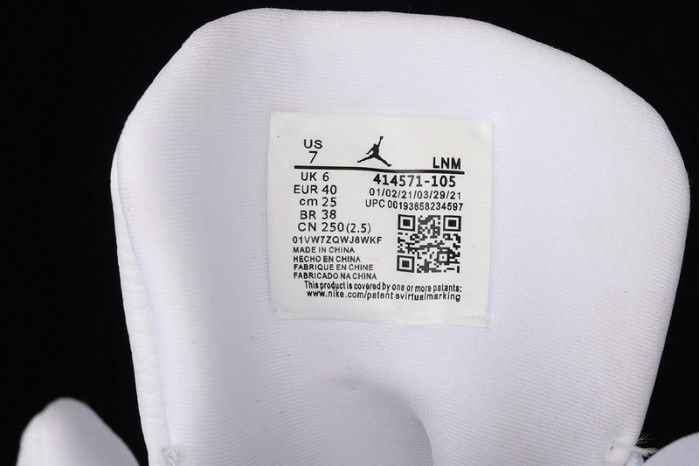 US
7
LNM
UK 6
EUR 40
cm 25
BR 38
CN 250(2.5)
414571-105
01/02/21/03/29/21
UPC 00193658234597
01VW7ZQWJ8WKF
MADE IN CHINA
HECHO EN CHINA
FABRIQUE EN CHINE
FABRICADO NA CHINA
This product is covered by one or more patents:
www.nike.com/patent svirtualmarking